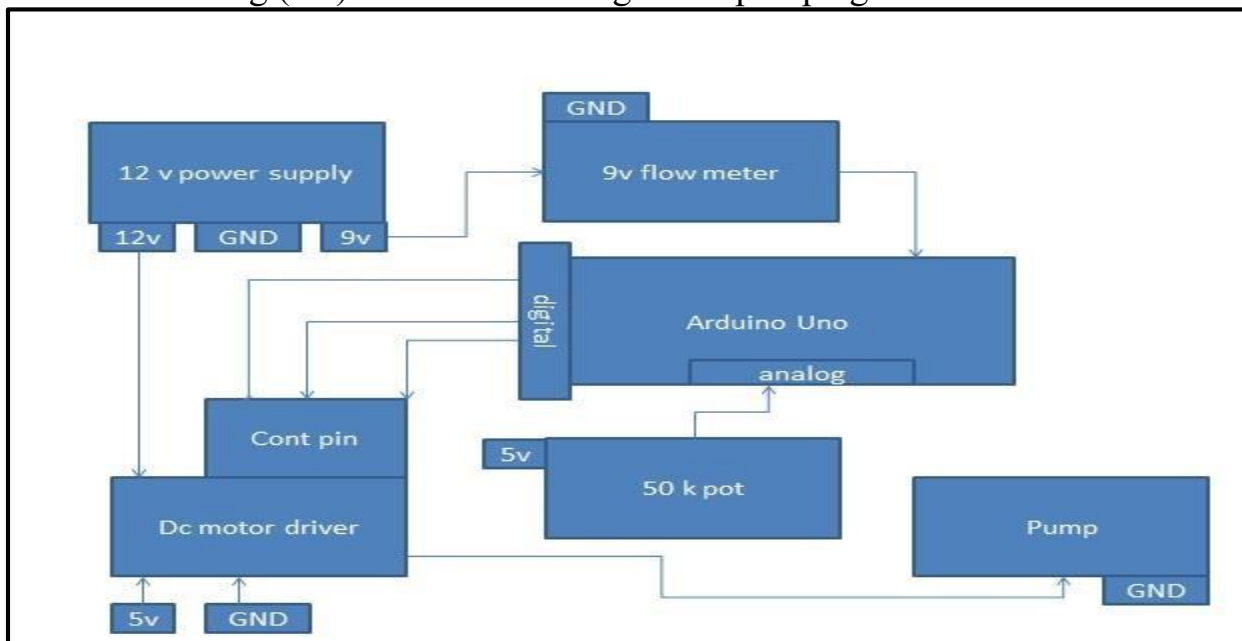 GND
12 v power supply
9v flow meter
12v
GND
9v
digital
Arduino Uno
analog
Cont pin
5v
50 k pot
Dc motor driver
Pump
GND
5v
GND